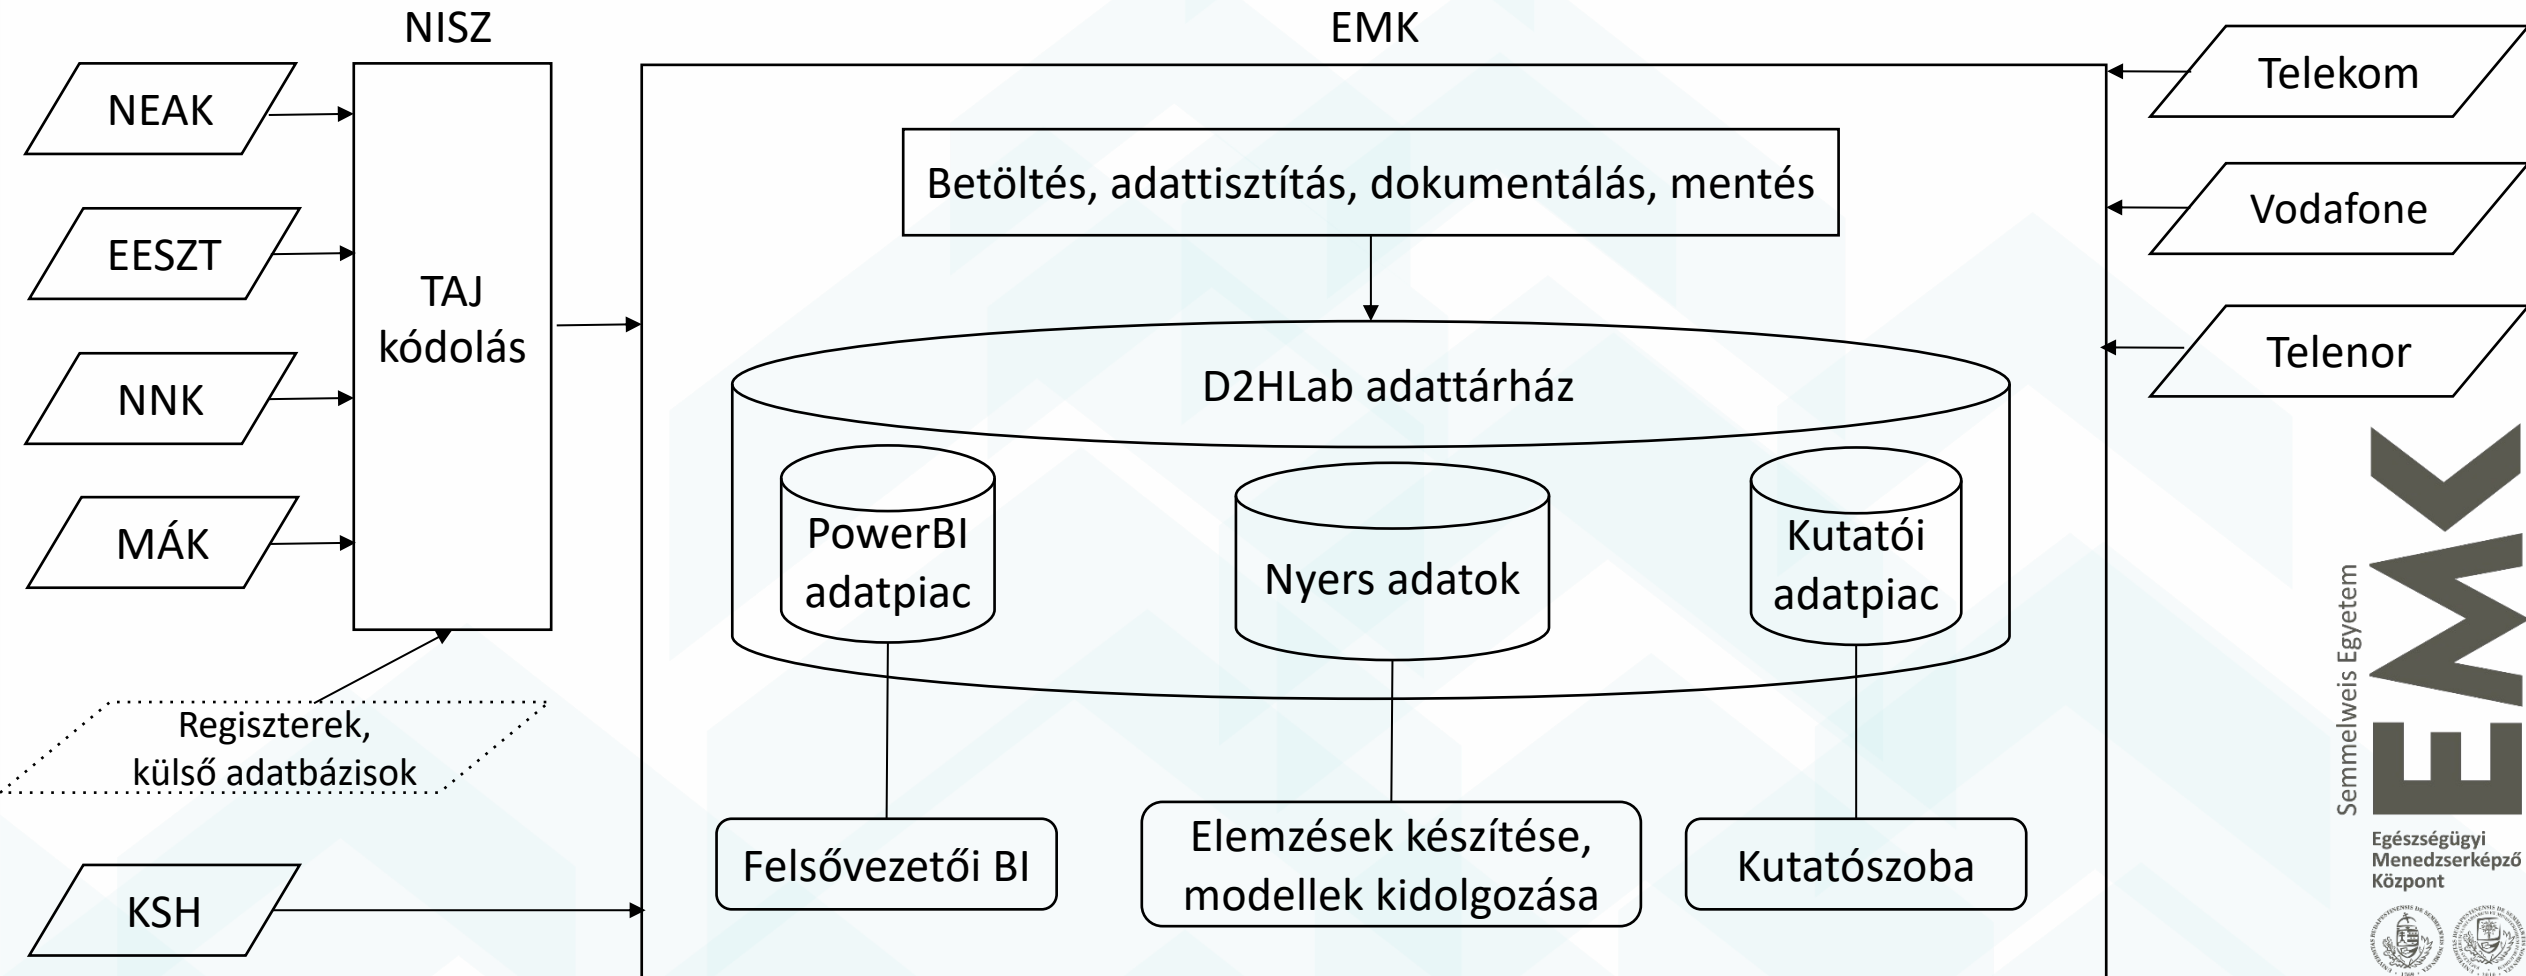 NISZ
EMK
NEAK
EESZT
NNK
MÁK
TAJ
kódolás
Regiszterek,
külső adatbázisok
KSH
Betöltés, adattisztítás, dokumentálás, mentés
D2HLab adattárház
PowerBI
adatpiac
Nyers adatok
Kutatói
adatpiac
Felsővezetői BI
Elemzések készítése,
modellek kidolgozása
Kutatószoba
Telekom
Vodafone
Telenor
Semmelweis Egyetem
EMK
Egészségügyi
Menedzserképző
Központ